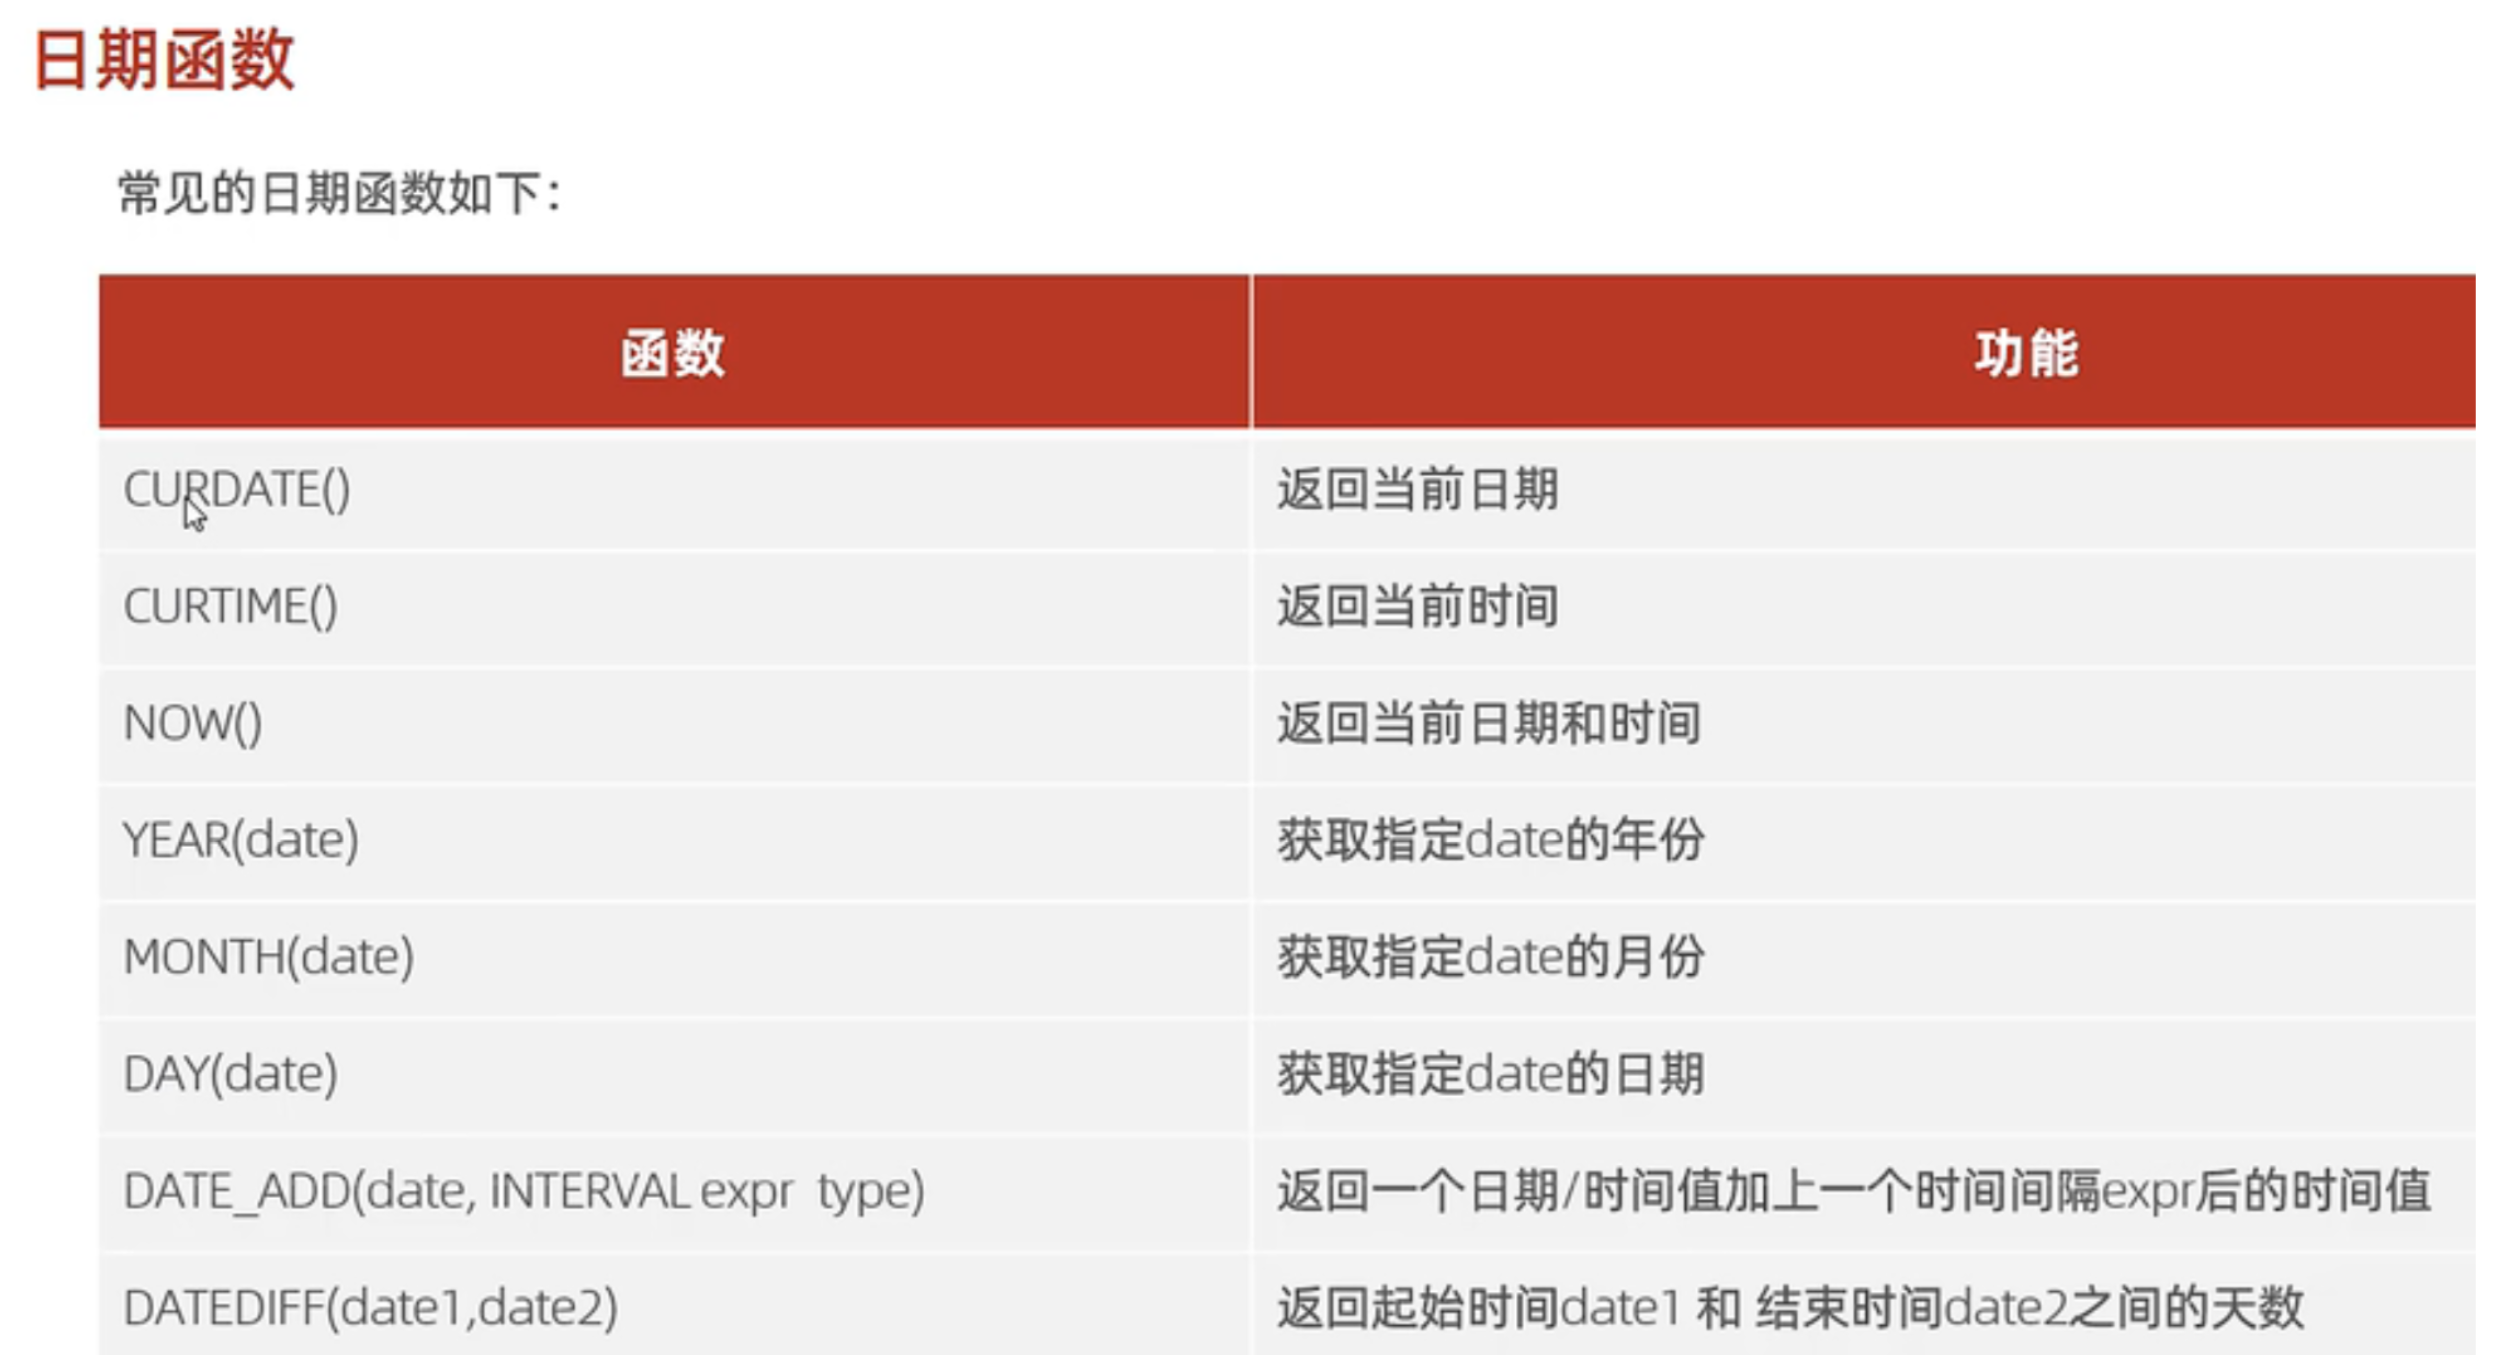 日期函数
常见的日期函数如下：
函数 功能
CURDATE() 返回当前日期
CURTIME() 返回当前时间
NOW() 返回当前日期和时间
YEAR(date) 获取指定date的年份
MONTH(date) 获取指定date的月份
DAY(date) 获取指定date的日期
DATE_ADD(date, INTERVAL expr type) 返回一个日期/时间值加上一个时间间隔expr后的时间值
DATEDIFF(date1,date2) 返回起始时间date1 和 结束时间date2之间的天数